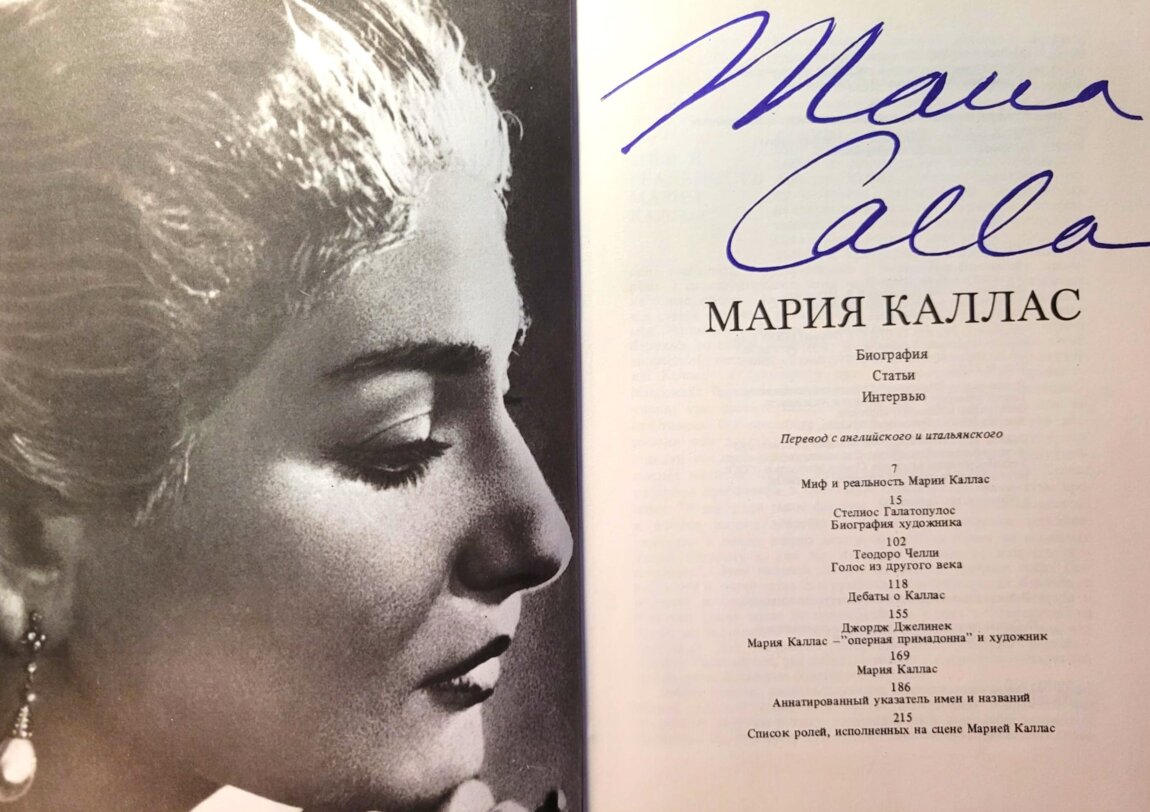 Maria
Calla
МАРИЯ КАЛЛАС
Биография
Статьи
Интервью
Перевод с английского и итальянского
7
Миф и реальность Марии Каллас
15
Стелиос Галатопулос
Биография художника
102
Теодоро Челли
Голос из другого века
118
Дебаты о Каллас
155
Джордж Джелинек
Мария Каллас –"оперная примадонна" и художник
169
Мария Каллас
186
Аннатированный указатель имен и названий
215
Список ролей, исполненных на сцене Марией Каллас